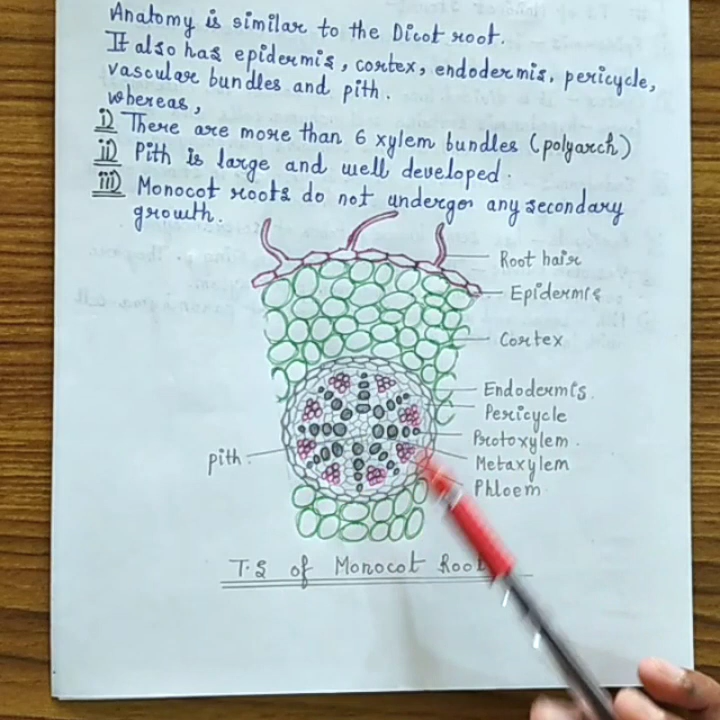 Anatomy is similar to the Dicot root.
It also has epidermis, cortex, endodermis, pericycle,
vascular bundles and pith.
whereas,
i) There are more than 6 xylem bundles (polyarch)
ii) Pith is large and well developed.
iii) Monocot roots do not undergo any secondary
growth.
Root hair
Epidermis
Cortex
Endodermis
Pericycle
Protoxylem
pith
Metaxylem
Phloem
T.S of Monocot Root